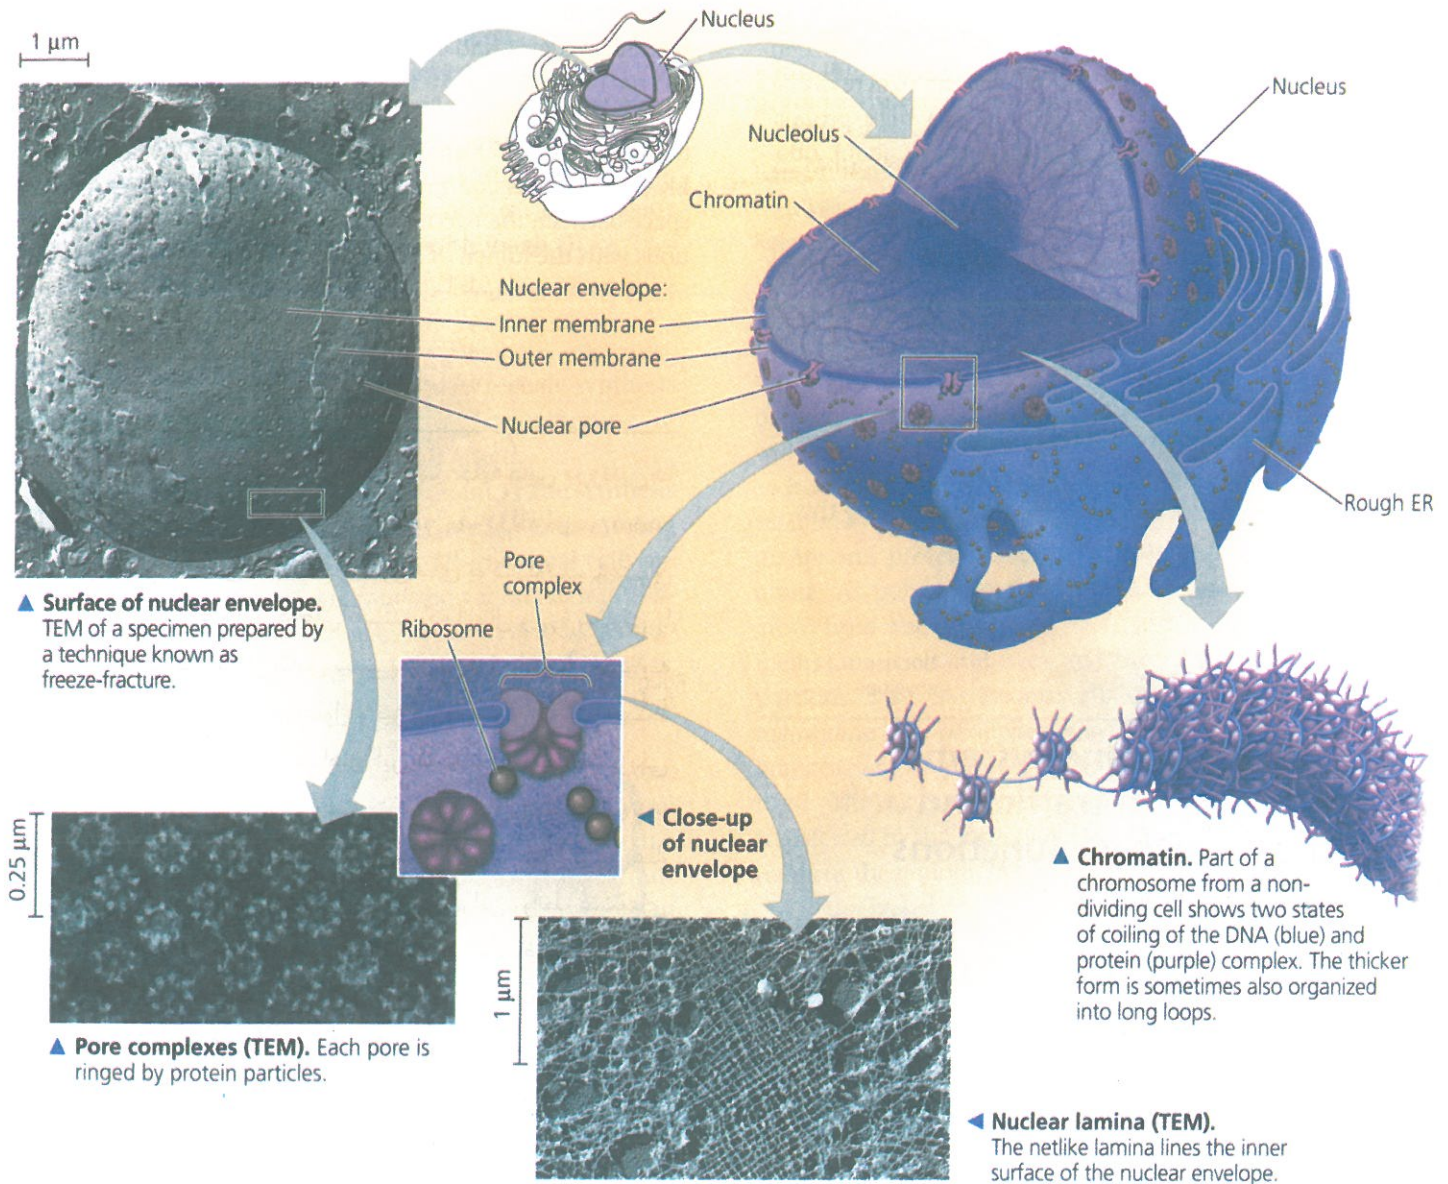 Nucleus
1 µm
Nucleus
Nucleolus
Chromatin
Nuclear envelope:
Inner membrane
Outer membrane
Nuclear pore
Rough ER
▲ Surface of nuclear envelope.
TEM of a specimen prepared by
a technique known as
freeze-fracture.
Pore
complex
Ribosome
◀ Close-up
of nuclear
envelope
0.25 µm
▲ Pore complexes (TEM). Each pore is
ringed by protein particles.
1 µm
▲ Chromatin. Part of a
chromosome from a non-
dividing cell shows two states
of coiling of the DNA (blue) and
protein (purple) complex. The thicker
form is sometimes also organized
into long loops.
◀ Nuclear lamina (TEM).
The netlike lamina lines the inner
surface of the nuclear envelope.